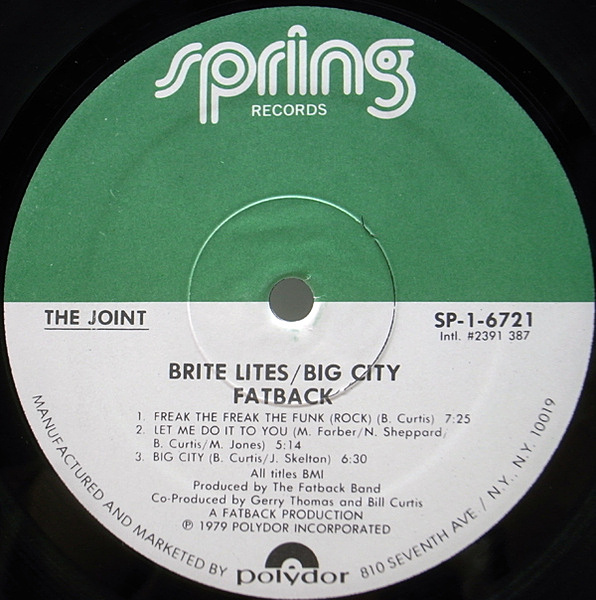 spring
RECORDS
THE JOINT
SP-1-6721
Intl. #2391 387
BRITE LITES/BIG CITY
FATBACK
1. FREAK THE FREAK THE FUNK (ROCK) (B. Curtis) 7:25
2. LET ME DO IT TO YOU (M. Farber/N. Sheppard/
B. Curtis/M. Jones) 5:14
3. BIG CITY (B. Curtis/J. Skelton) 6:30
All titles BMI
Produced by The Fatback Band
Co-Produced by Gerry Thomas and Bill Curtis
A FATBACK PRODUCTION
℗ 1979 POLYDOR INCORPORATED
MANUFACTURED AND MARKETED BY polydor 810 SEVENTH AVE. / N.Y., N.Y. 10019